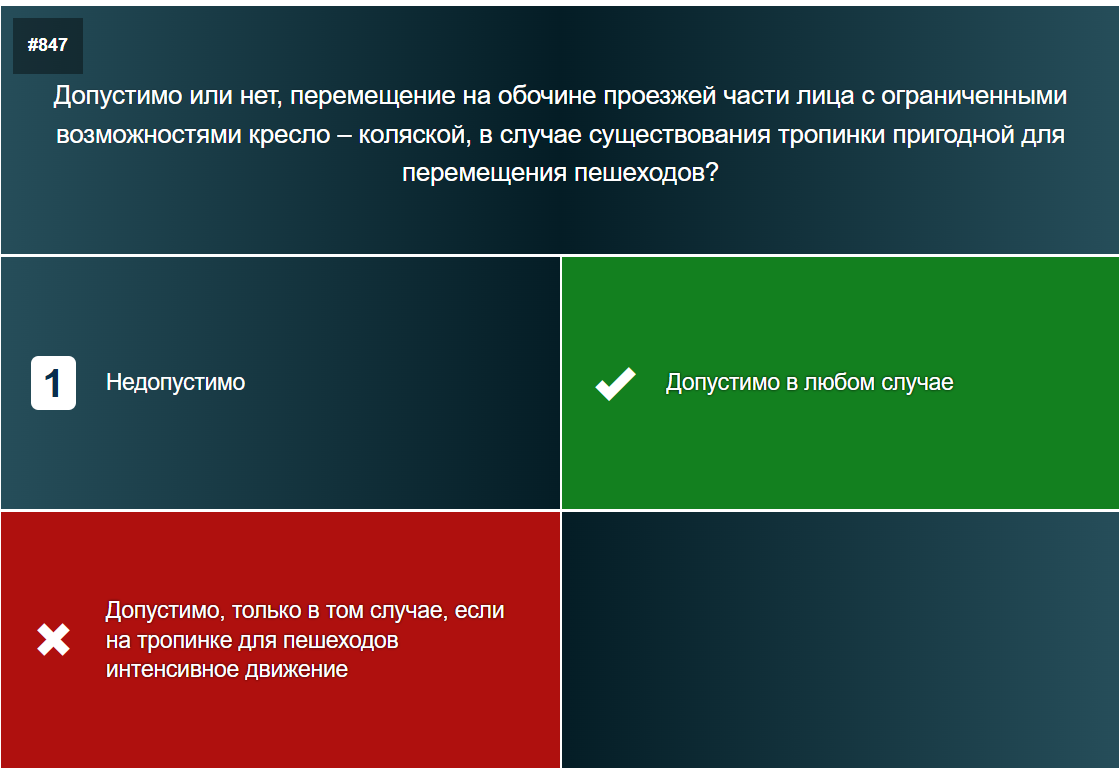 #847
Допустимо или нет, перемещение на обочине проезжей части лица с ограниченными
возможностями кресло – коляской, в случае существования тропинки пригодной для
перемещения пешеходов?
1 Недопустимо
Допустимо в любом случае
Допустимо, только в том случае, если
на тропинке для пешеходов
интенсивное движение